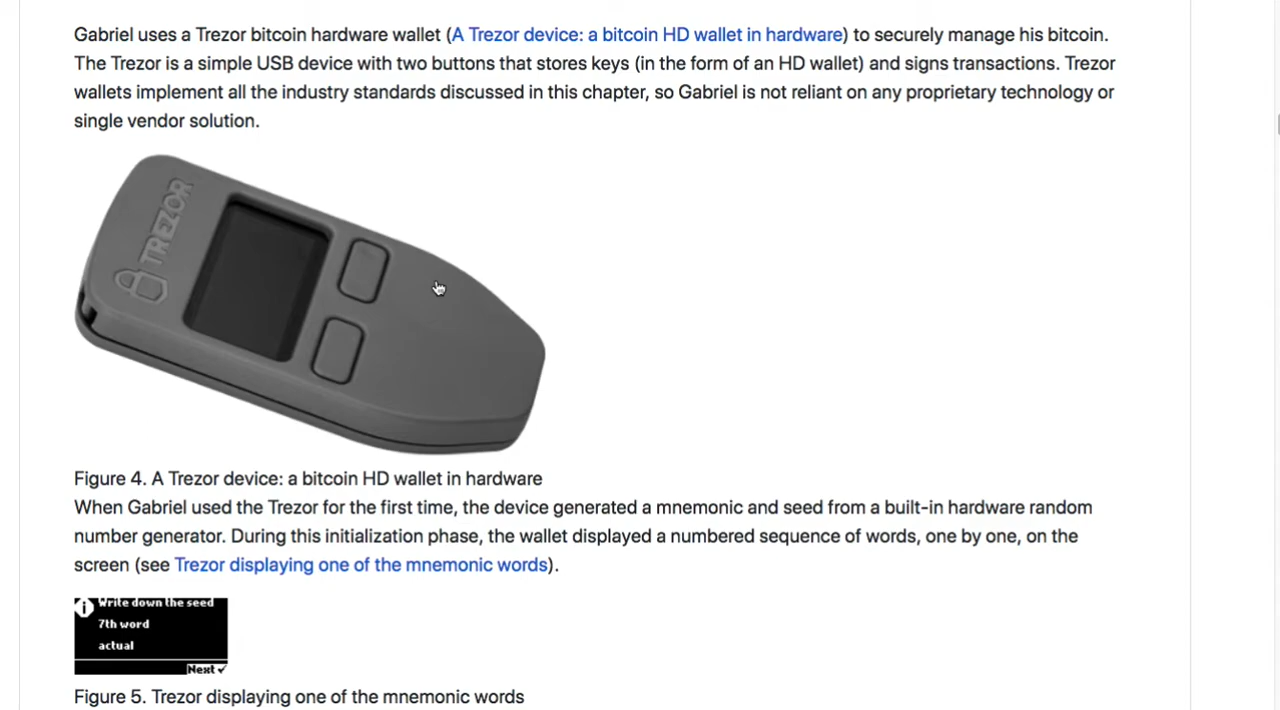 Gabriel uses a Trezor bitcoin hardware wallet (A Trezor device: a bitcoin HD wallet in hardware) to securely manage his bitcoin.
The Trezor is a simple USB device with two buttons that stores keys (in the form of an HD wallet) and signs transactions. Trezor
wallets implement all the industry standards discussed in this chapter, so Gabriel is not reliant on any proprietary technology or
single vendor solution.
TREZOR
Figure 4. A Trezor device: a bitcoin HD wallet in hardware
When Gabriel used the Trezor for the first time, the device generated a mnemonic and seed from a built-in hardware random
number generator. During this initialization phase, the wallet displayed a numbered sequence of words, one by one, on the
screen (see Trezor displaying one of the mnemonic words).
Write down the seed
7th word
actual
Next ✓
Figure 5. Trezor displaying one of the mnemonic words